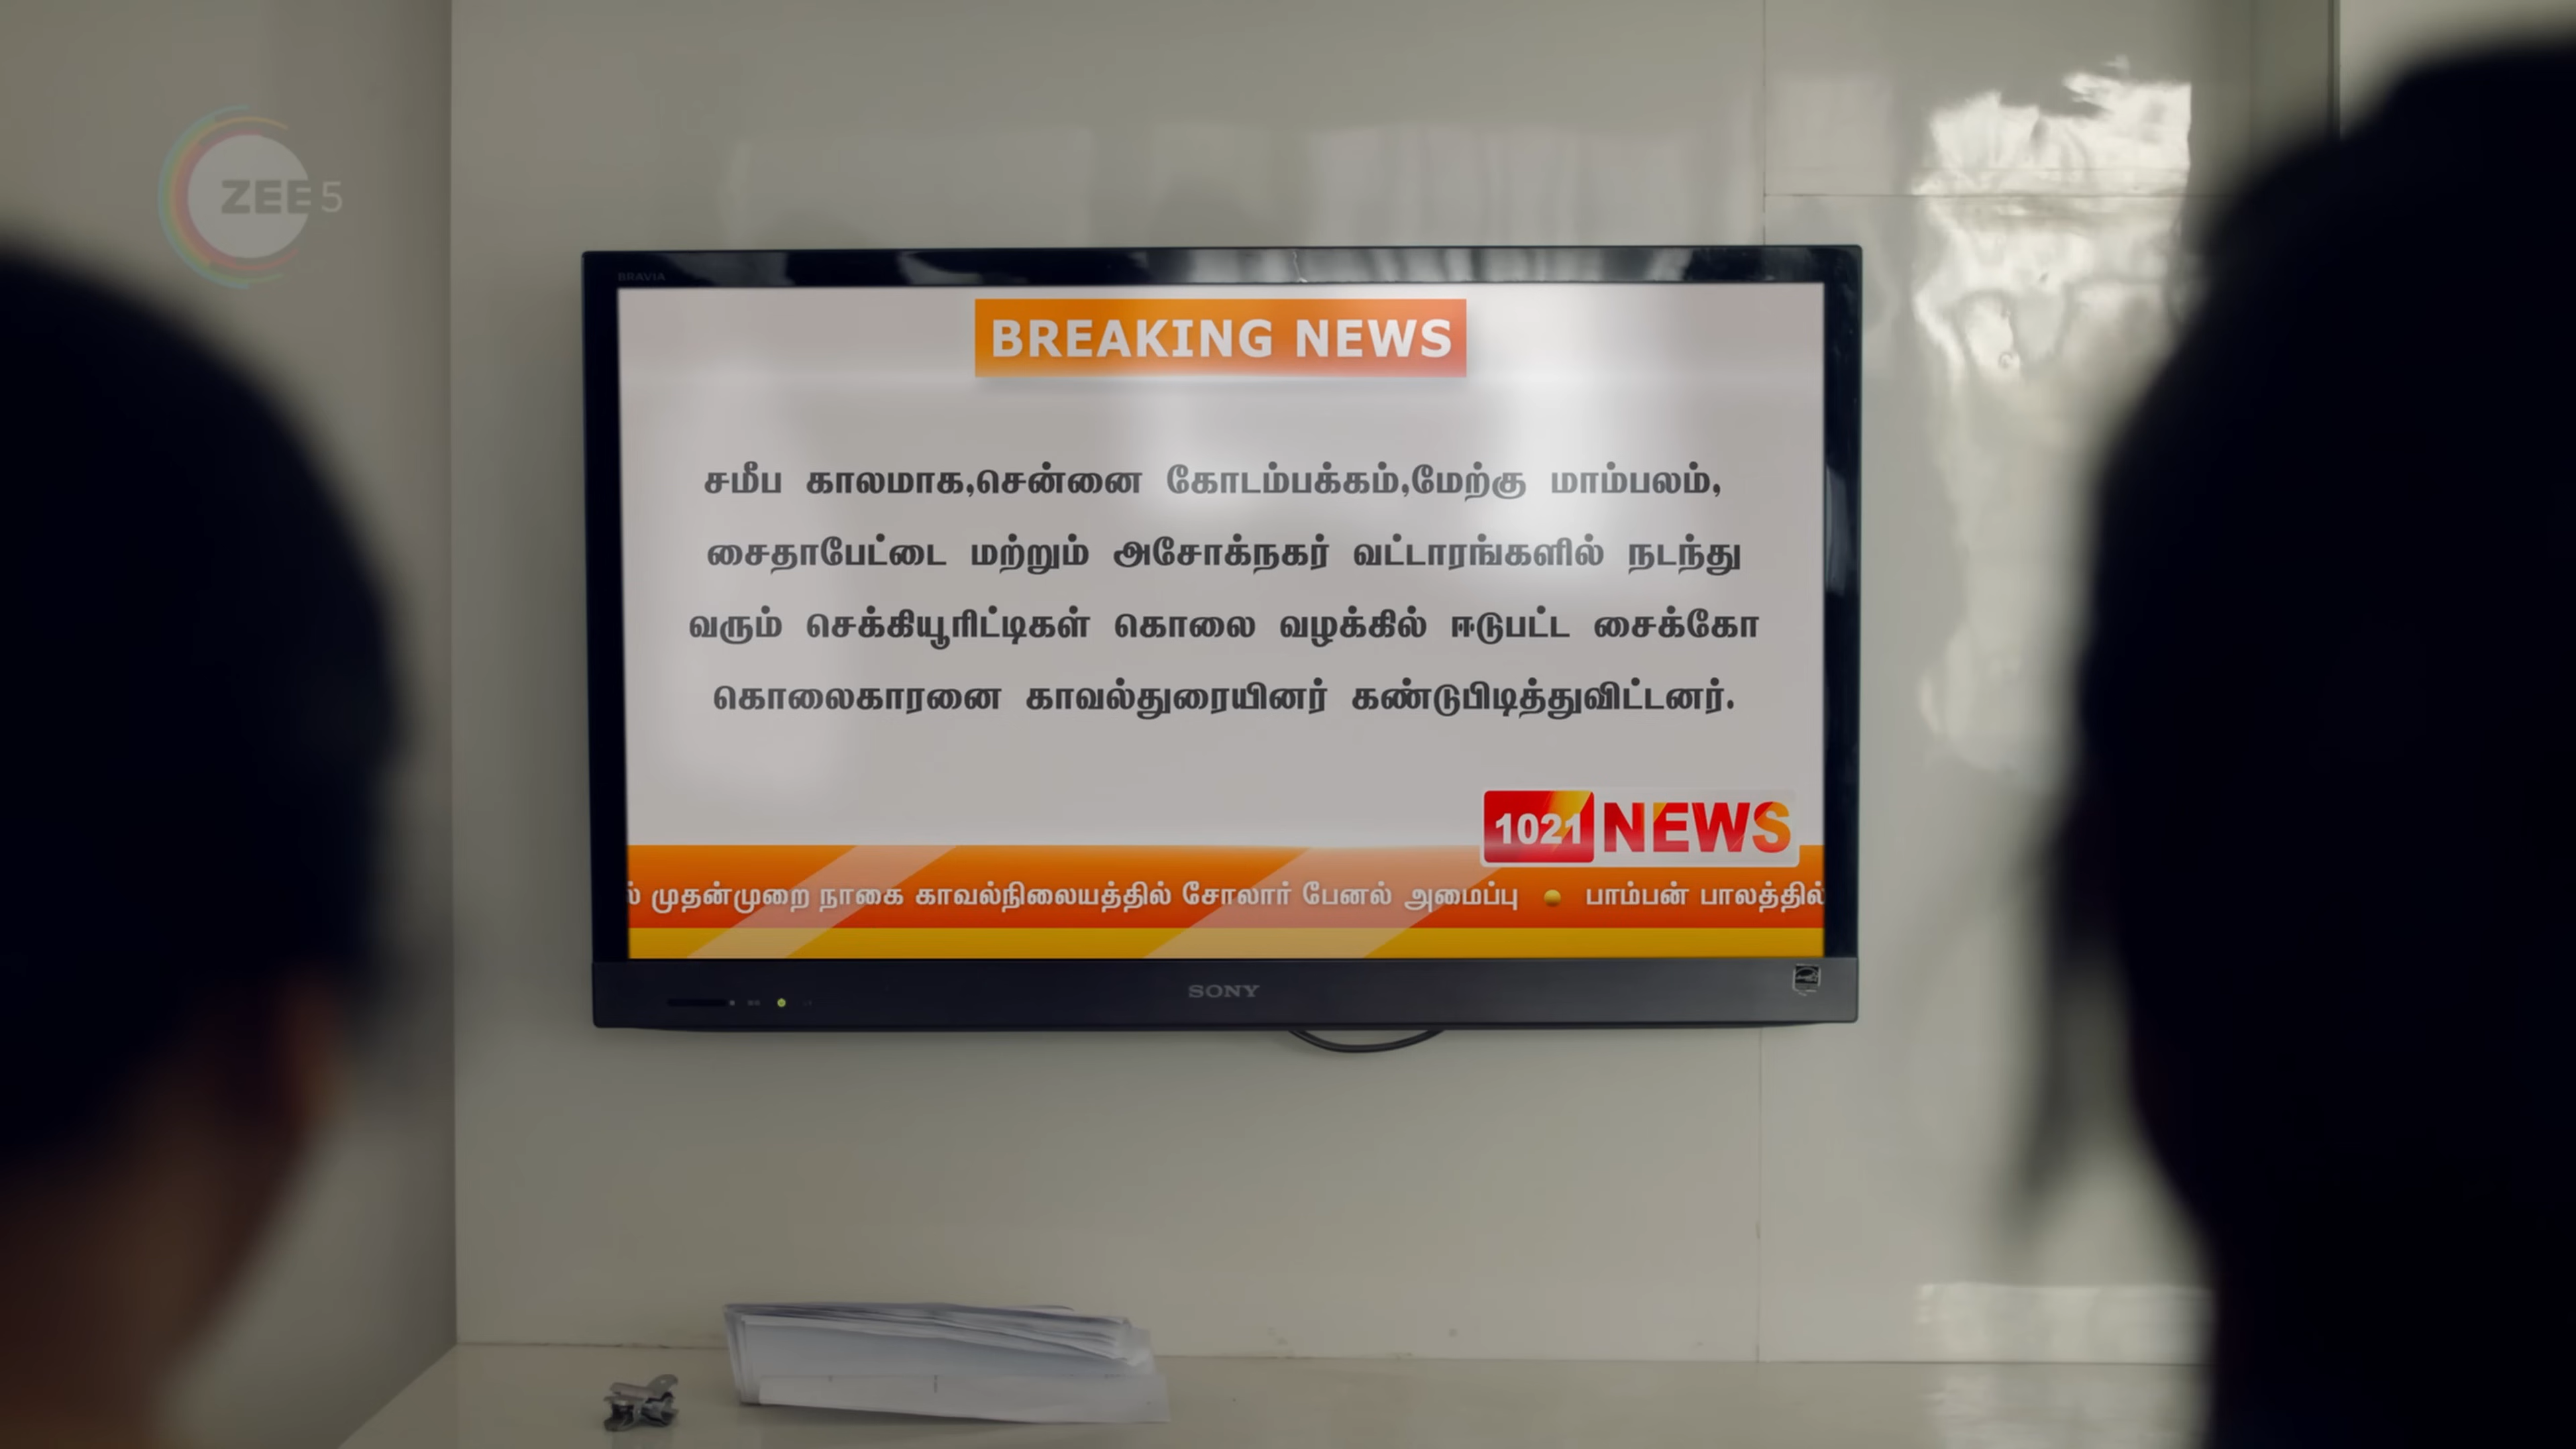 ZEE5
BRAVIA
BREAKING NEWS
சமீப காலமாக,சென்னை கோடம்பக்கம்,மேற்கு மாம்பலம்,
சைதாபேட்டை மற்றும் அசோக்நகர் வட்டாரங்களில் நடந்து
வரும் செக்கியூரிட்டிகள் கொலை வழக்கில் ஈடுபட்ட சைக்கோ
கொலைகாரனை காவல்துரையினர் கண்டுபிடித்துவிட்டனர்.
1021 NEWS
ல் முதன்முறை நாகை காவல்நிலையத்தில் சோலார் பேனல் அமைப்பு பாம்பன் பாலத்தில்
SONY